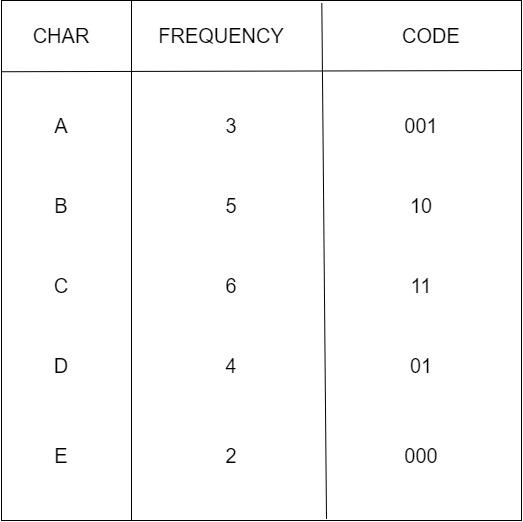 CHAR FREQUENCY CODE
A 3 001
B 5 10
C 6 11
D 4 01
E 2 000